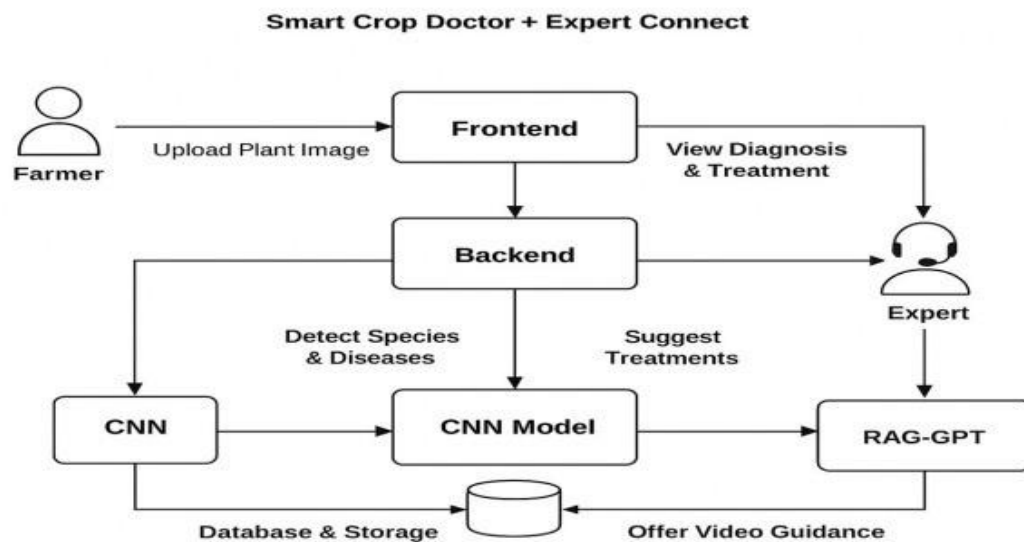 Smart Crop Doctor + Expert Connect
Frontend
Upload Plant Image
View Diagnosis
& Treatment
Farmer
Backend
Expert
Detect Species
& Diseases
Suggest
Treatments
CNN
CNN Model
RAG-GPT
Database & Storage
Offer Video Guidance